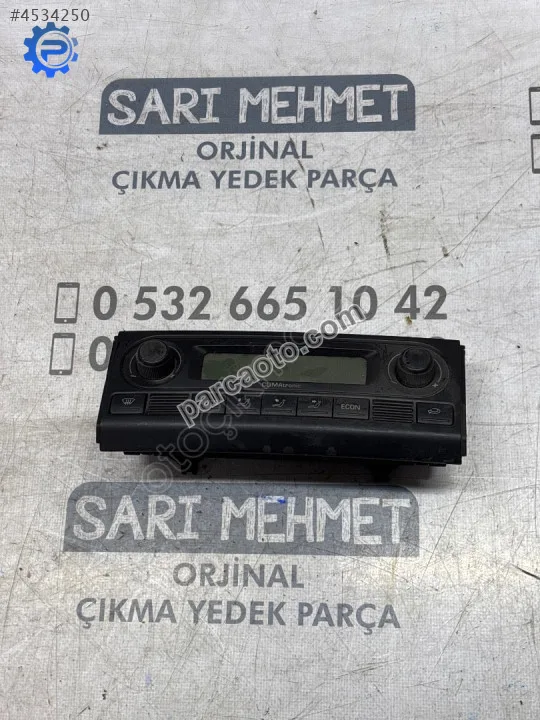 #4534250
SARI MEHMET
ORJİNAL
ÇIKMA YEDEK PARÇA
0 532 665 10 42
0
parcaoto.com
ECON
SARI MEHMET
ORJİNAL
ÇIKMA YEDEK PARÇA